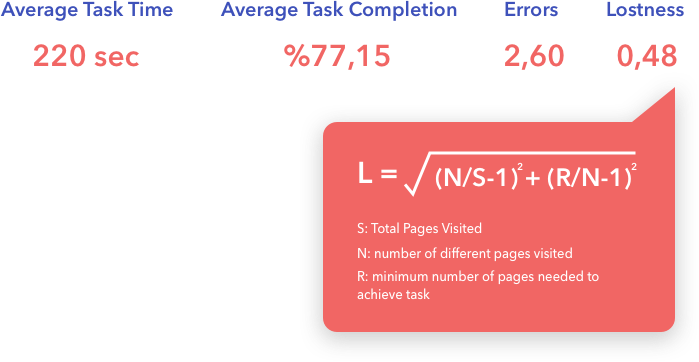 Average Task Time Average Task Completion Errors Lostness
220 sec %77,15 2,60 0,48
L = √(N/S-1)² + (R/N-1)²
S: Total Pages Visited
N: number of different pages visited
R: minimum number of pages needed to
achieve task